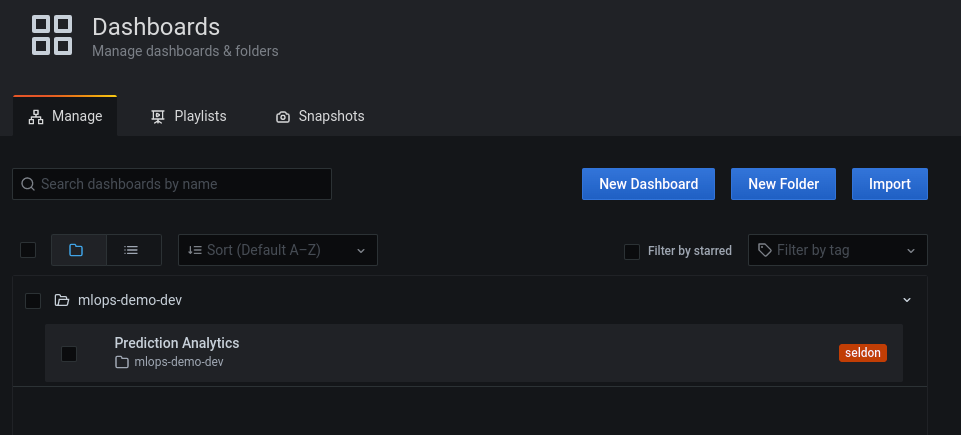 Dashboards
Manage dashboards & folders
Manage
Playlists
Snapshots
Search dashboards by name
New Dashboard
New Folder
Import
Sort (Default A–Z)
Filter by starred
Filter by tag
mlops-demo-dev
Prediction Analytics
mlops-demo-dev
seldon